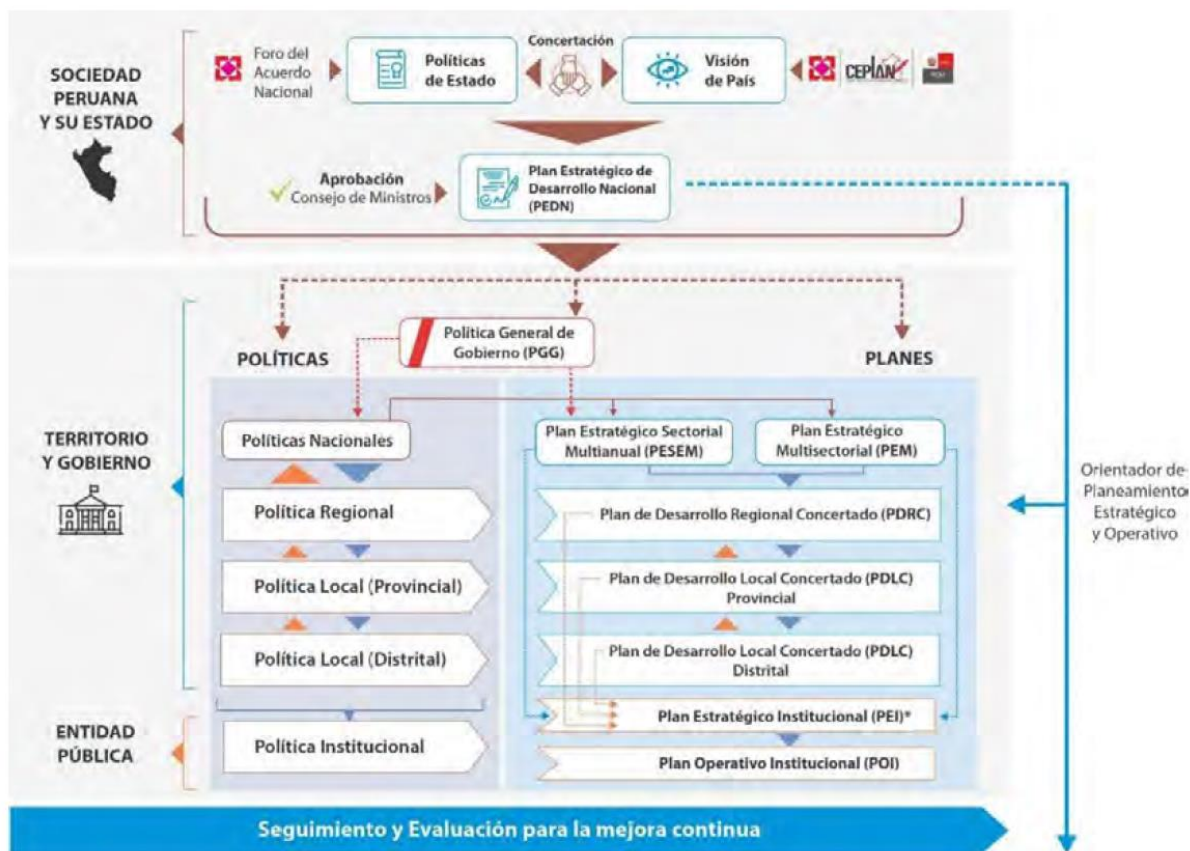 SOCIEDAD
PERUANA
Y SU ESTADO
Foro del
Acuerdo
Nacional
Políticas
de Estado
Concertación
Visión
de País
CEPLAN
Aprobación
Consejo de Ministros
Plan Estratégico de
Desarrollo Nacional
(PEDN)
Política General de
Gobierno (PGG)
POLÍTICAS
PLANES
TERRITORIO
Y GOBIERNO
Políticas Nacionales
Plan Estratégico Sectorial
Multianual (PESEM)
Plan Estratégico
Multisectorial (PEM)
Política Regional
Plan de Desarrollo Regional Concertado (PDRC)
Política Local (Provincial)
Plan de Desarrollo Local Concertado (PDLC)
Provincial
Política Local (Distrital)
Plan de Desarrollo Local Concertado (PDLC)
Distrital
Orientador de
Planeamiento
Estratégico
y Operativo
ENTIDAD
PÚBLICA
Política Institucional
Plan Estratégico Institucional (PEI)*
Plan Operativo Institucional (POI)
Seguimiento y Evaluación para la mejora continua